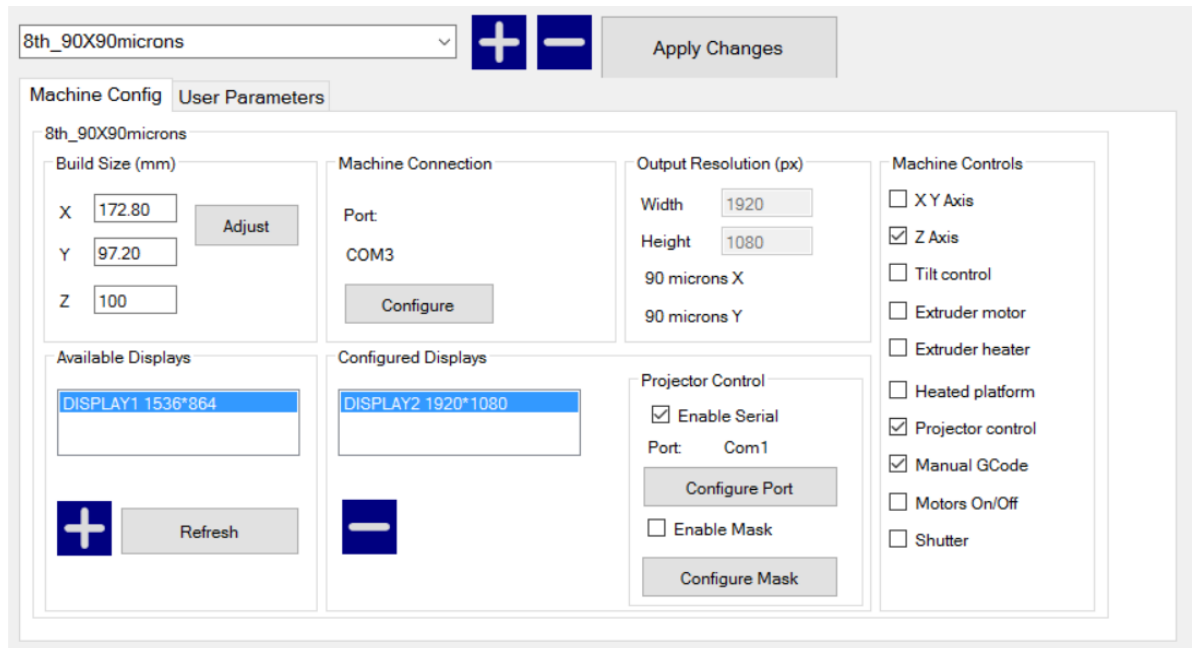 8th_90X90microns
Apply Changes
Machine Config
User Parameters
8th_90X90microns
Build Size (mm)
X 172.80
Adjust
Y 97.20
Z 100
Machine Connection
Port:
COM3
Configure
Output Resolution (px)
Width 1920
Height 1080
90 microns X
90 microns Y
Machine Controls
X Y Axis
Z Axis
Tilt control
Extruder motor
Extruder heater
Heated platform
Projector control
Manual GCode
Motors On/Off
Shutter
Available Displays
DISPLAY1 1536*864
Refresh
Configured Displays
DISPLAY2 1920*1080
Projector Control
Enable Serial
Port: Com1
Configure Port
Enable Mask
Configure Mask